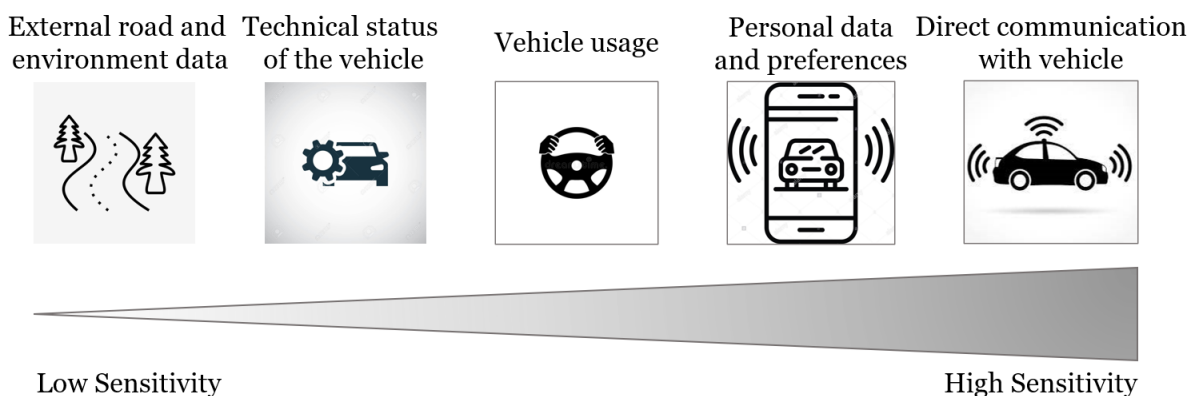 External road and
environment data
Technical status
of the vehicle
Vehicle usage
Personal data
and preferences
Direct communication
with vehicle
Low Sensitivity
High Sensitivity